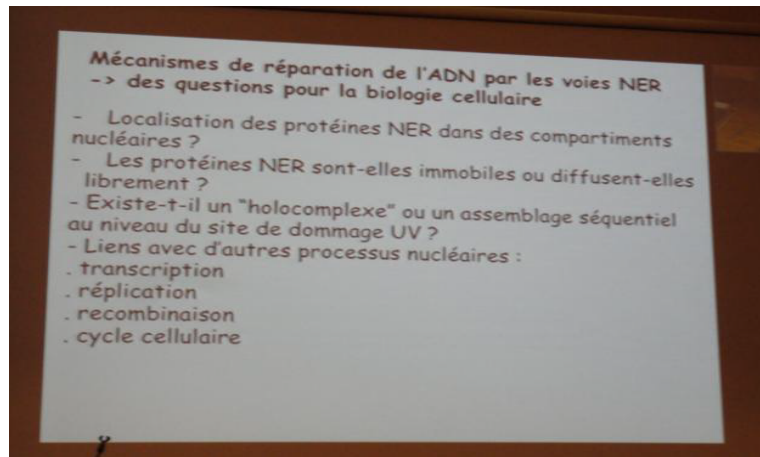 Mécanismes de réparation de l'ADN par les voies NER
-> des questions pour la biologie cellulaire
- Localisation des protéines NER dans des compartiments
nucléaires ?
- Les protéines NER sont-elles immobiles ou diffusent-elles
librement ?
- Existe-t-il un "holocomplexe" ou un assemblage séquentiel
au niveau du site de dommage UV ?
- Liens avec d'autres processus nucléaires :
. transcription
. réplication
. recombinaison
. cycle cellulaire